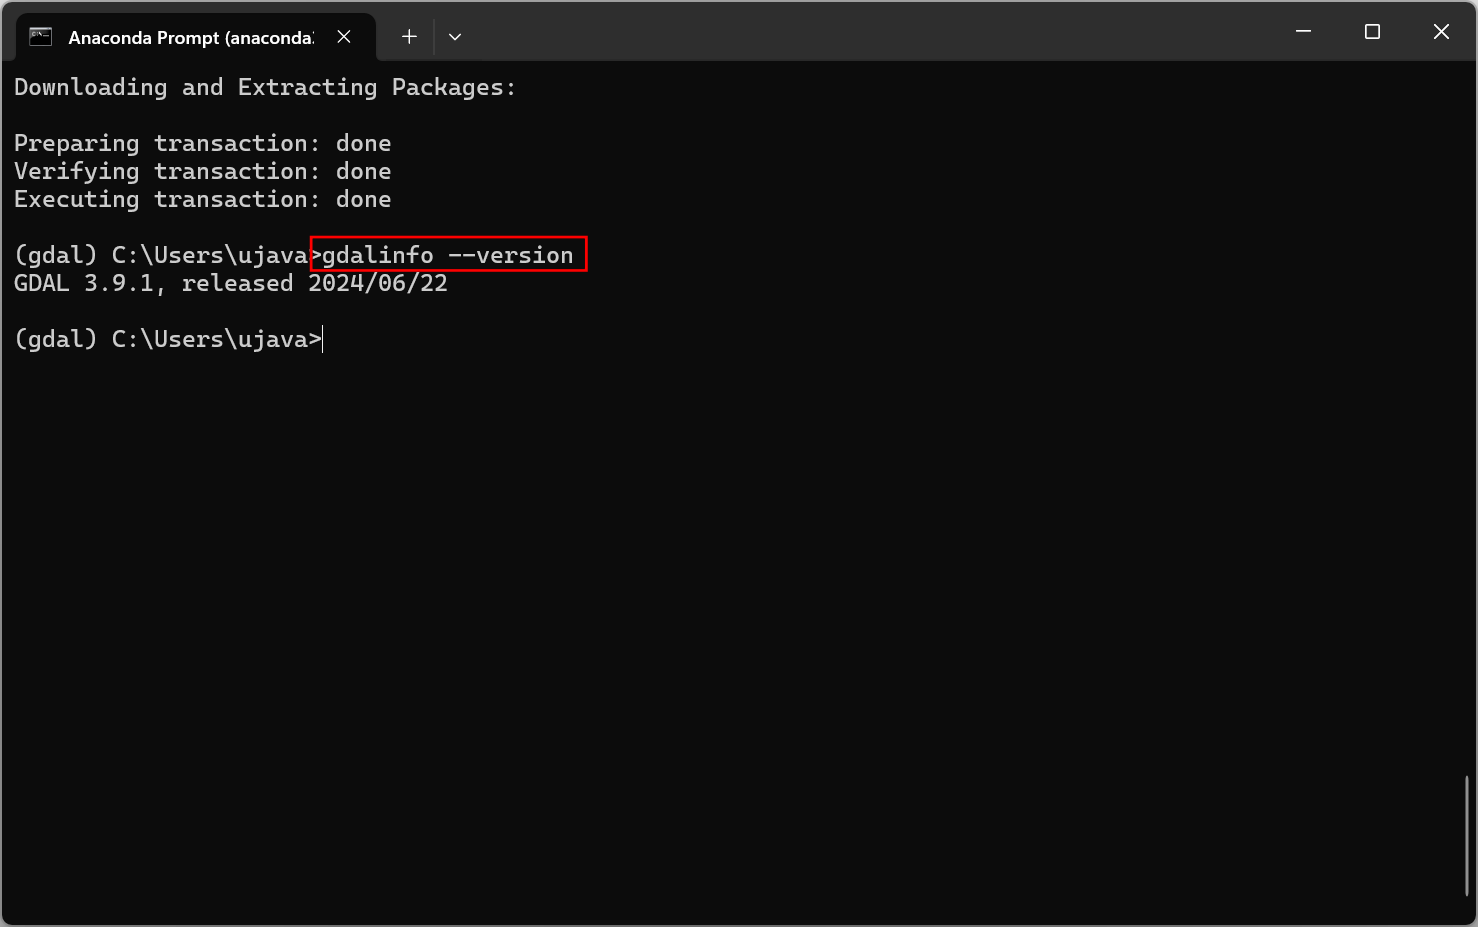 Anaconda Prompt (anaconda
Downloading and Extracting Packages:
Preparing transaction: done
Verifying transaction: done
Executing transaction: done
(gdal) C:\Users\ujava>gdalinfo --version
GDAL 3.9.1, released 2024/06/22
(gdal) C:\Users\ujava>